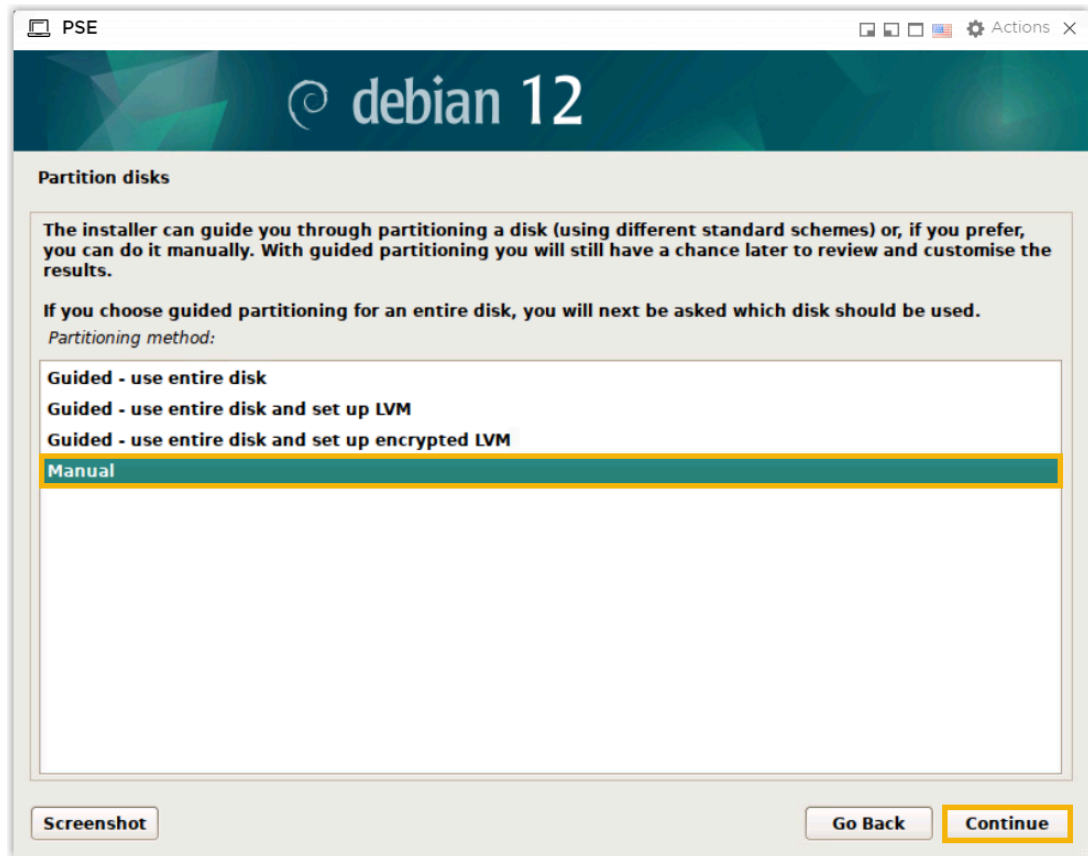 PSE
Actions
debian 12
Partition disks
The installer can guide you through partitioning a disk (using different standard schemes) or, if you prefer,
you can do it manually. With guided partitioning you will still have a chance later to review and customise the
results.
If you choose guided partitioning for an entire disk, you will next be asked which disk should be used.
Partitioning method:
Guided - use entire disk
Guided - use entire disk and set up LVM
Guided - use entire disk and set up encrypted LVM
Manual
Screenshot
Go Back
Continue